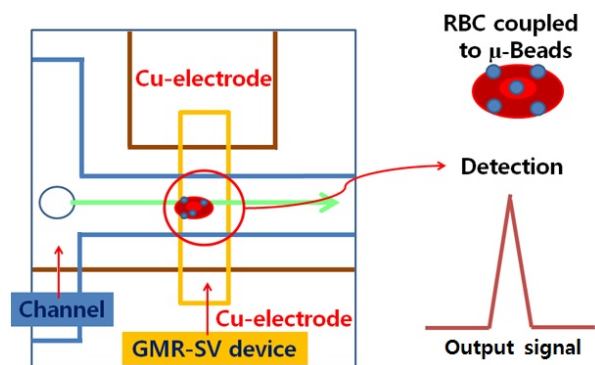 RBC coupled
to μ-Beads
Cu-electrode
Detection
Channel
Cu-electrode
GMR-SV device
Output signal